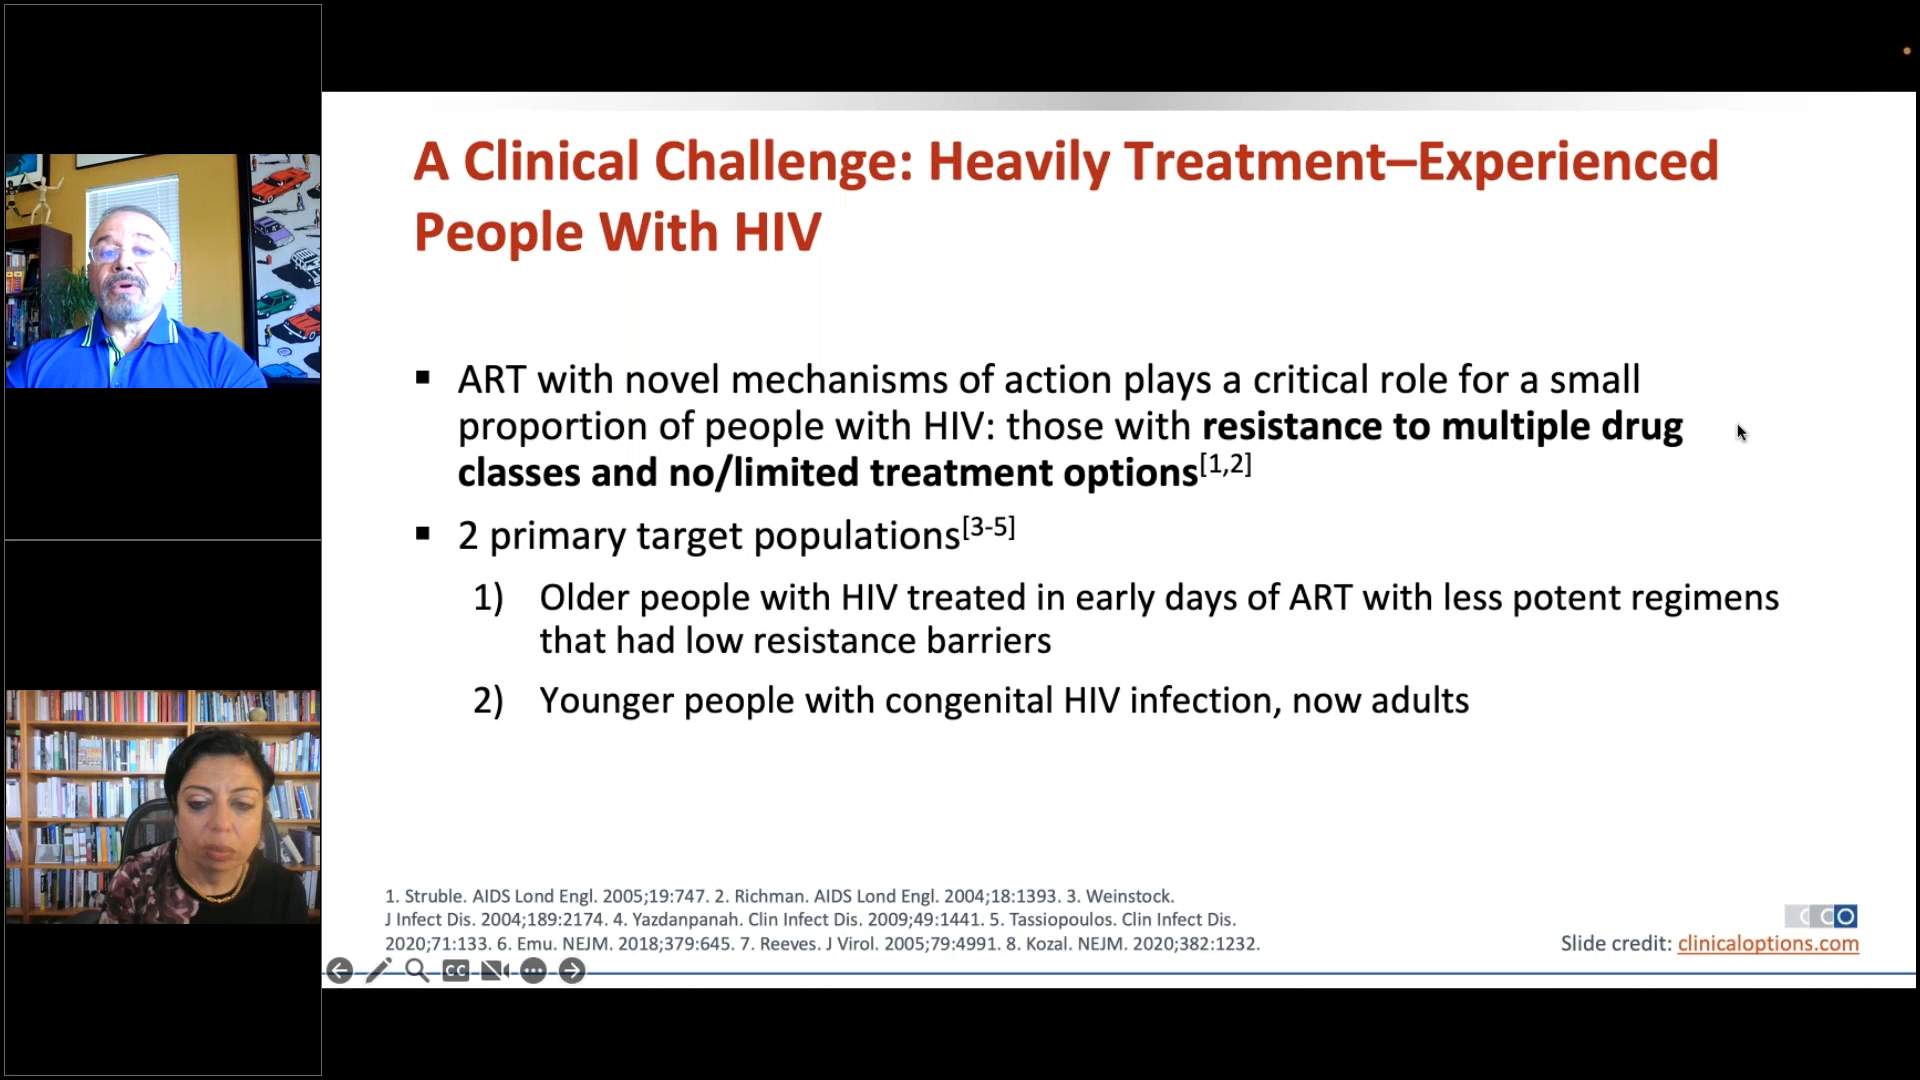 A Clinical Challenge: Heavily Treatment–Experienced
People With HIV
▪ ART with novel mechanisms of action plays a critical role for a small
proportion of people with HIV: those with resistance to multiple drug
classes and no/limited treatment options[1,2]
▪ 2 primary target populations[3-5]
1) Older people with HIV treated in early days of ART with less potent regimens
that had low resistance barriers
2) Younger people with congenital HIV infection, now adults
1. Struble. AIDS Lond Engl. 2005;19:747. 2. Richman. AIDS Lond Engl. 2004;18:1393. 3. Weinstock.
J Infect Dis. 2004;189:2174. 4. Yazdanpanah. Clin Infect Dis. 2009;49:1441. 5. Tassiopoulos. Clin Infect Dis.
2020;71:133. 6. Emu. NEJM. 2018;379:645. 7. Reeves. J Virol. 2005;79:4991. 8. Kozal. NEJM. 2020;382:1232.
CCO
Slide credit: clinicaloptions.com
CC